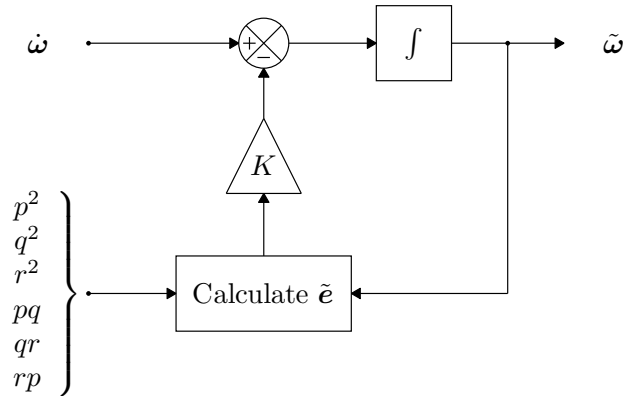 ω̇ + − ∫ ω̃
K
p²
q²
r²
Calculate ẽ
pq
qr
rp